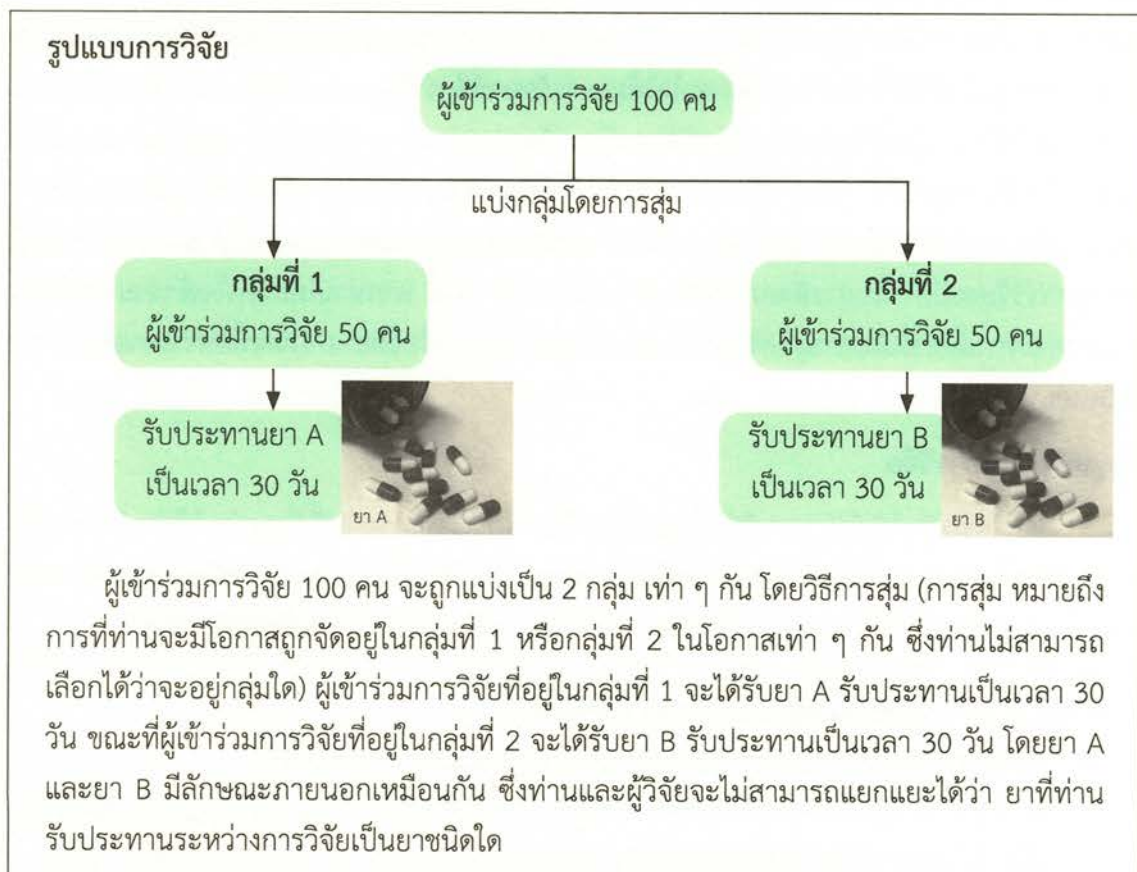 รูปแบบการวิจัย
ผู้เข้าร่วมการวิจัย 100 คน
แบ่งกลุ่มโดยการสุ่ม
กลุ่มที่ 1
ผู้เข้าร่วมการวิจัย 50 คน
กลุ่มที่ 2
ผู้เข้าร่วมการวิจัย 50 คน
รับประทานยา A
เป็นเวลา 30 วัน
ยา A
รับประทานยา B
เป็นเวลา 30 วัน
ยา B
ผู้เข้าร่วมการวิจัย 100 คน จะถูกแบ่งเป็น 2 กลุ่ม เท่า ๆ กัน โดยวิธีการสุ่ม (การสุ่ม หมายถึง
การที่ท่านจะมีโอกาสถูกจัดอยู่ในกลุ่มที่ 1 หรือกลุ่มที่ 2 ในโอกาสเท่า ๆ กัน ซึ่งท่านไม่สามารถ
เลือกได้ว่าจะอยู่กลุ่มใด) ผู้เข้าร่วมการวิจัยที่อยู่ในกลุ่มที่ 1 จะได้รับยา A รับประทานเป็นเวลา 30
วัน ขณะที่ผู้เข้าร่วมการวิจัยที่อยู่ในกลุ่มที่ 2 จะได้รับยา B รับประทานเป็นเวลา 30 วัน โดยยา A
และยา B มีลักษณะภายนอกเหมือนกัน ซึ่งท่านและผู้วิจัยจะไม่สามารถแยกแยะได้ว่า ยาที่ท่าน
รับประทานระหว่างการวิจัยเป็นยาชนิดใด